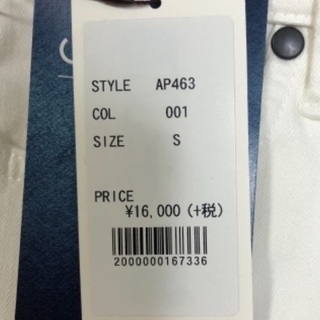 STYLE AP463
COL 001
SIZE S
PRICE
¥16,000 (+税)
2000000167336